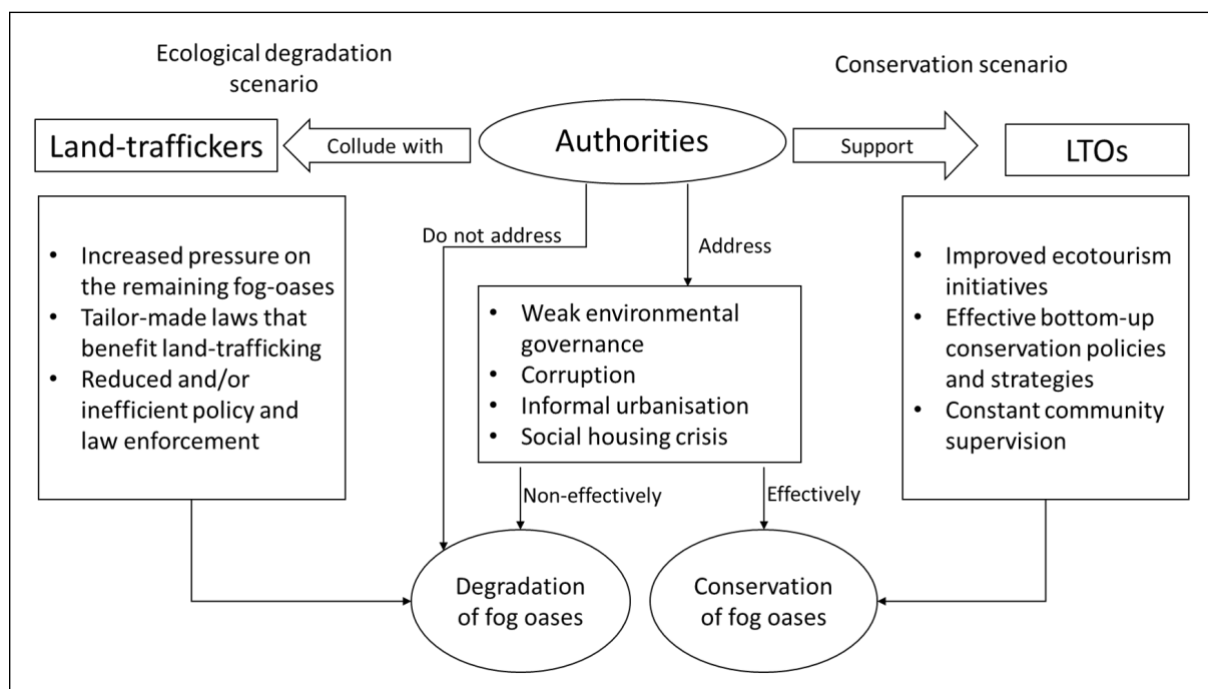 Ecological degradation
scenario
Conservation scenario
Land-traffickers
Collude with
Authorities
Support
LTOs
• Increased pressure on
the remaining fog-oases
• Tailor-made laws that
benefit land-trafficking
• Reduced and/or
inefficient policy and
law enforcement
Do not address
Address
• Weak environmental
governance
• Corruption
• Informal urbanisation
• Social housing crisis
• Improved ecotourism
initiatives
• Effective bottom-up
conservation policies
and strategies
• Constant community
supervision
Non-effectively
Effectively
Degradation
of fog oases
Conservation
of fog oases